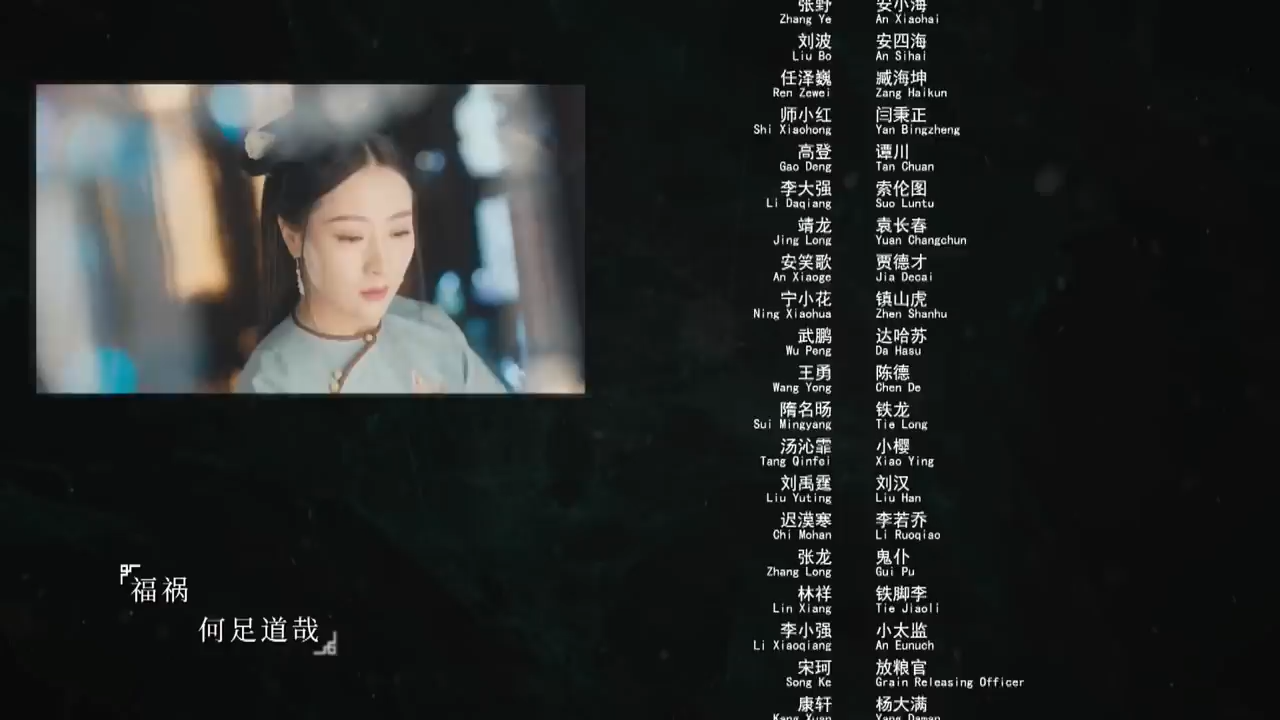 张野 安小海
Zhang Ye An Xiaohai
刘波 安四海
Liu Bo An Sihai
任泽巍 臧海坤
Ren Zewei Zang Haikun
师小红 闫秉正
Shi Xiaohong Yan Bingzheng
高登 谭川
Gao Deng Tan Chuan
李大强 索伦图
Li Daqiang Suo Luntu
靖龙 袁长春
Jing Long Yuan Changchun
安笑歌 贾德才
An Xiaoge Jia Decai
宁小花 镇山虎
Ning Xiaohua Zhen Shanhu
武鹏 达哈苏
Wu Peng Da Hasu
王勇 陈德
Wang Yong Chen De
隋名旸 铁龙
Sui Mingyang Tie Long
汤沁霏 小樱
Tang Qinfei Xiao Ying
刘禹霆 刘汉
Liu Yuting Liu Han
迟漠寒 李若乔
Chi Mohan Li Ruoqiao
张龙 鬼仆
Zhang Long Gui Pu
林祥 铁脚李
Lin Xiang Tie Jiaoli
李小强 小太监
Li Xiaoqiang An Eunuch
宋珂 放粮官
Song Ke Grain Releasing Officer
康轩 杨大满
Kang Xuan Yang Daman
福祸
何足道哉